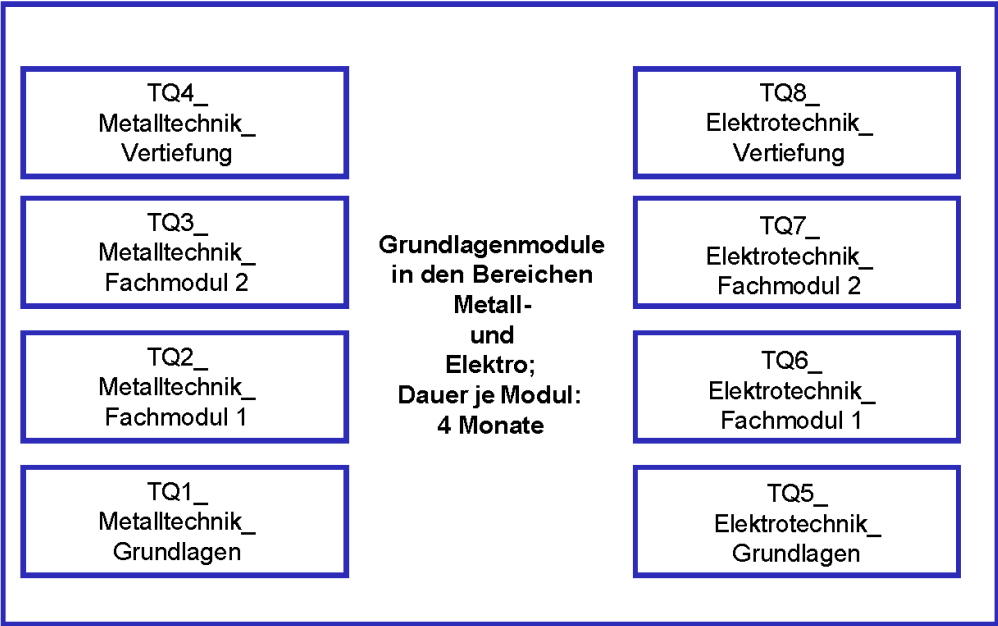 TQ4_
Metalltechnik_
Vertiefung
TQ3_
Metalltechnik_
Fachmodul 2
TQ2_
Metalltechnik_
Fachmodul 1
TQ1_
Metalltechnik_
Grundlagen
Grundlagenmodule
in den Bereichen
Metall-
und
Elektro;
Dauer je Modul:
4 Monate
TQ8_
Elektrotechnik_
Vertiefung
TQ7_
Elektrotechnik_
Fachmodul 2
TQ6_
Elektrotechnik_
Fachmodul 1
TQ5_
Elektrotechnik_
Grundlagen